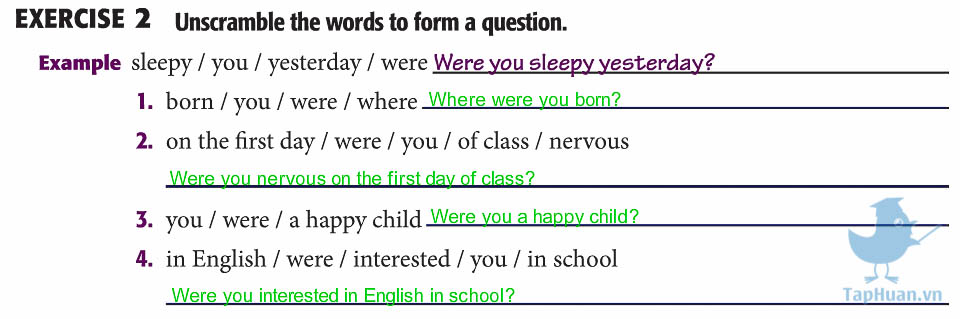 EXERCISE 2 Unscramble the words to form a question.
Example sleepy / you / yesterday / were Were you sleepy yesterday?
1. born / you / were / where Where were you born?
2. on the first day / were / you / of class / nervous
Were you nervous on the first day of class?
3. you / were / a happy child Were you a happy child?
4. in English / were / interested / you / in school
Were you interested in English in school?
TapHuan.vn